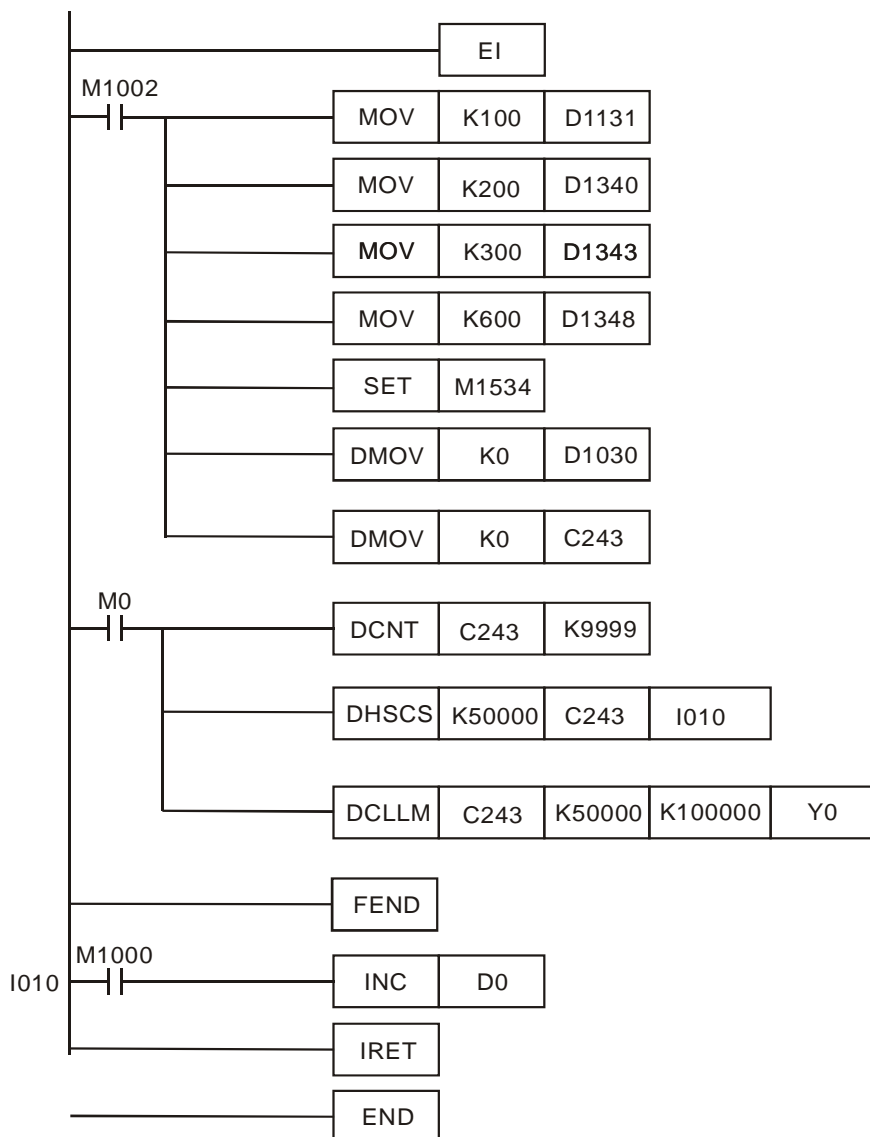 EI
M1002
MOV K100 D1131
MOV K200 D1340
MOV K300 D1343
MOV K600 D1348
SET M1534
DMOV K0 D1030
DMOV K0 C243
M0
DCNT C243 K9999
DHSCS K50000 C243 I010
DCLLM C243 K50000 K100000 Y0
FEND
M1000
I010 INC D0
IRET
END